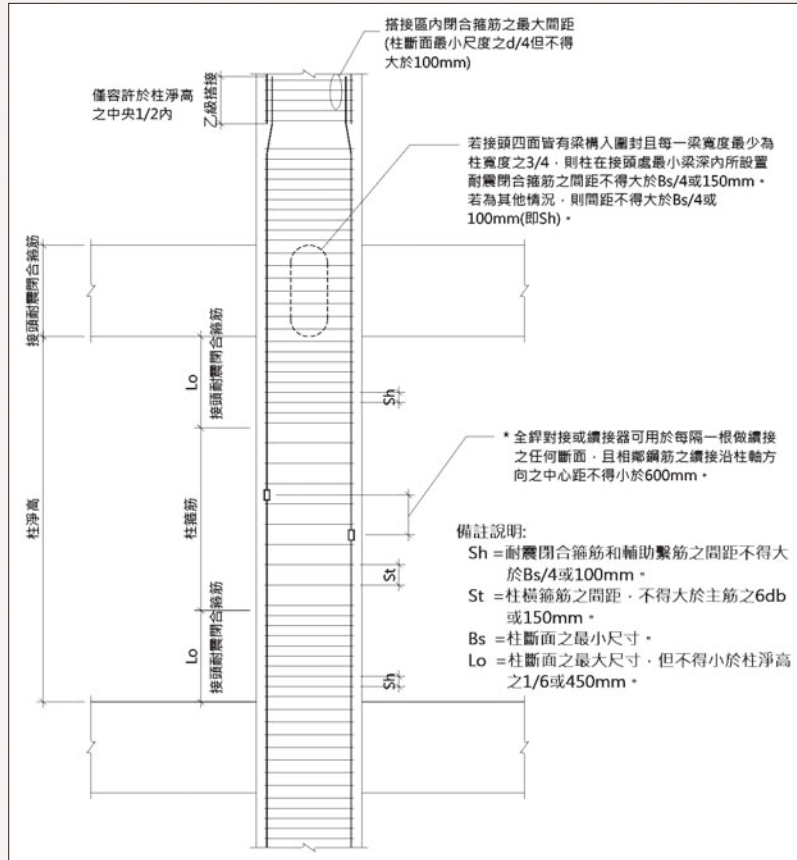 搭接區內閉合箍筋之最大間距
(柱斷面最小尺度之d/4但不得
大於100mm)
僅容許於柱淨高
之中央1/2內
乙級搭接
若接頭四面皆有梁構入圍封且每一梁寬度最少為
柱寬度之3/4，則柱在接頭處最小梁深內所設置
耐震閉合箍筋之間距不得大於Bs/4或150mm。
若為其他情況，則間距不得大於Bs/4或
100mm(即Sh)。
接頭耐震閉合箍筋
柱淨高
Lo
接頭耐震閉合箍筋
Sh
* 全銲對接或續接器可用於每隔一根做續接
之任何斷面，且相鄰鋼筋之續接沿柱軸方
向之中心距不得小於600mm。
柱箍筋
St
Lo
接頭耐震閉合箍筋
Sh
備註說明:
Sh =耐震閉合箍筋和輔助繫筋之間距不得大
於Bs/4或100mm。
St =柱橫箍筋之間距，不得大於主筋之6db
或150mm。
Bs =柱斷面之最小尺寸。
Lo =柱斷面之最大尺寸，但不得小於柱淨高
之1/6或450mm。